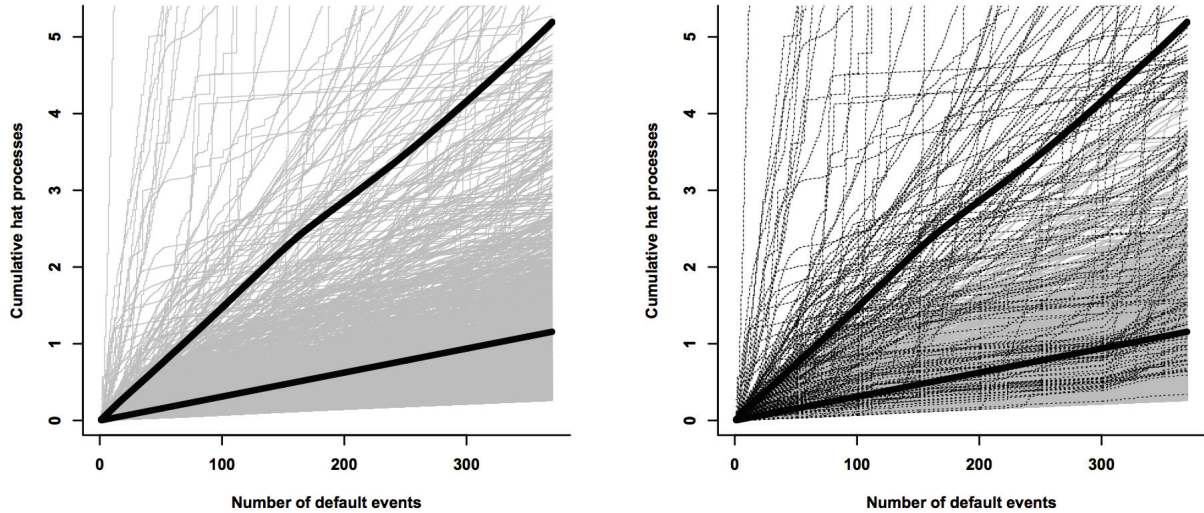 5
4
3
2
1
0
Cumulative hat processes
0 100 200 300
Number of default events
5
4
3
2
1
0
Cumulative hat processes
0 100 200 300
Number of default events